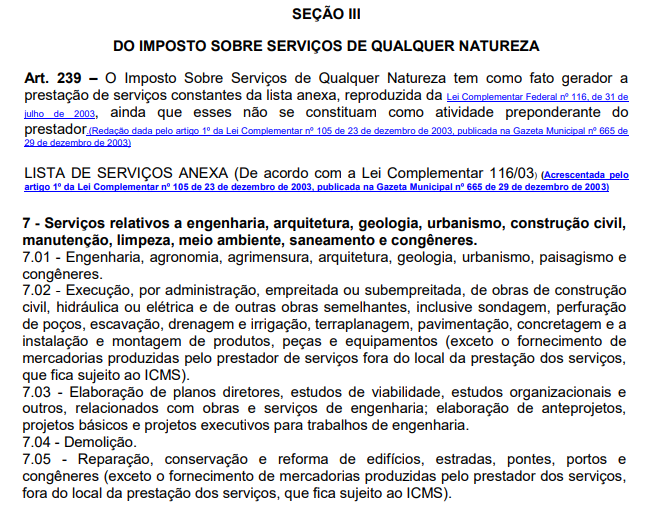 SEÇÃO III
DO IMPOSTO SOBRE SERVIÇOS DE QUALQUER NATUREZA
Art. 239 – O Imposto Sobre Serviços de Qualquer Natureza tem como fato gerador a
prestação de serviços constantes da lista anexa, reproduzida da Lei Complementar Federal nº 116, de 31 de
julho de 2003, ainda que esses não se constituam como atividade preponderante do
prestador.(Redação dada pelo artigo 1º da Lei Complementar nº 105 de 23 de dezembro de 2003, publicada na Gazeta Municipal nº 665 de
29 de dezembro de 2003)
LISTA DE SERVIÇOS ANEXA (De acordo com a Lei Complementar 116/03) (Acrescentada pelo
artigo 1º da Lei Complementar nº 105 de 23 de dezembro de 2003, publicada na Gazeta Municipal nº 665 de 29 de dezembro de 2003)
7 - Serviços relativos a engenharia, arquitetura, geologia, urbanismo, construção civil,
manutenção, limpeza, meio ambiente, saneamento e congêneres.
7.01 - Engenharia, agronomia, agrimensura, arquitetura, geologia, urbanismo, paisagismo e
congêneres.
7.02 - Execução, por administração, empreitada ou subempreitada, de obras de construção
civil, hidráulica ou elétrica e de outras obras semelhantes, inclusive sondagem, perfuração
de poços, escavação, drenagem e irrigação, terraplanagem, pavimentação, concretagem e a
instalação e montagem de produtos, peças e equipamentos (exceto o fornecimento de
mercadorias produzidas pelo prestador de serviços fora do local da prestação dos serviços,
que fica sujeito ao ICMS).
7.03 - Elaboração de planos diretores, estudos de viabilidade, estudos organizacionais e
outros, relacionados com obras e serviços de engenharia; elaboração de anteprojetos,
projetos básicos e projetos executivos para trabalhos de engenharia.
7.04 - Demolição.
7.05 - Reparação, conservação e reforma de edifícios, estradas, pontes, portos e
congêneres (exceto o fornecimento de mercadorias produzidas pelo prestador dos serviços,
fora do local da prestação dos serviços, que fica sujeito ao ICMS).